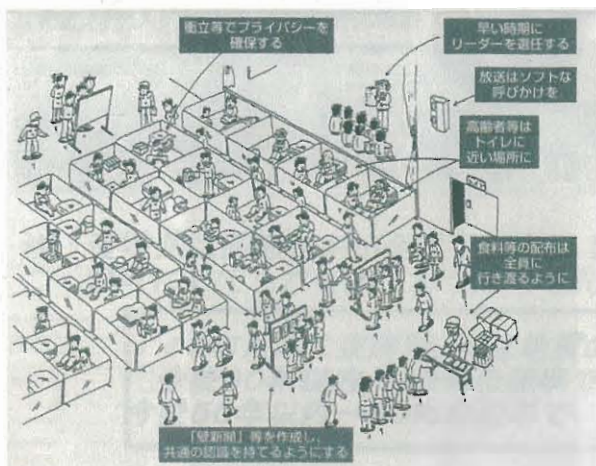 衝立等でプライバシーを
確保する
早い時期に
リーダーを選任する
放送はソフトな
呼びかけを
高齢者等は
トイレに
近い場所に
食料等の配布は
全員に
行き渡るように
「壁新聞」等を作成し、
共通の認識を持てるようにする